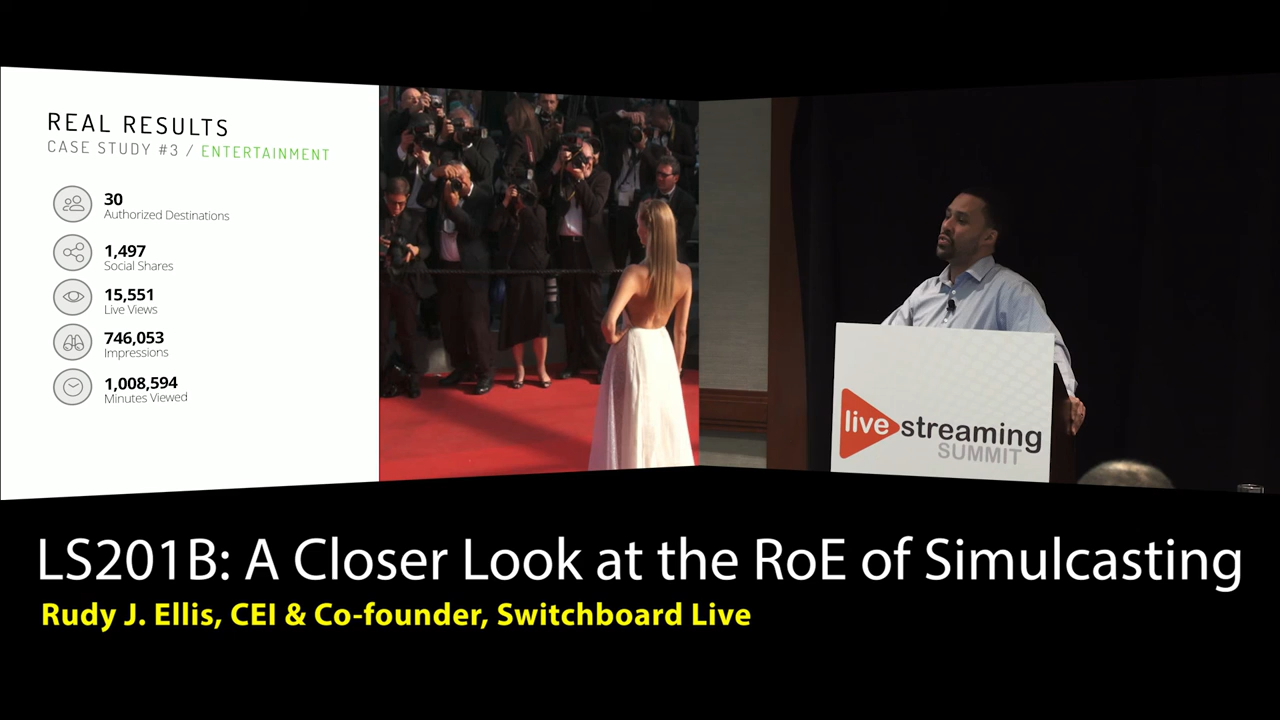 REAL RESULTS
CASE STUDY #3 / ENTERTAINMENT
30
Authorized Destinations
1,497
Social Shares
15,551
Live Views
746,053
Impressions
1,008,594
Minutes Viewed
live streaming
SUMMIT
LS201B: A Closer Look at the RoE of Simulcasting
Rudy J. Ellis, CEI & Co-founder, Switchboard Live